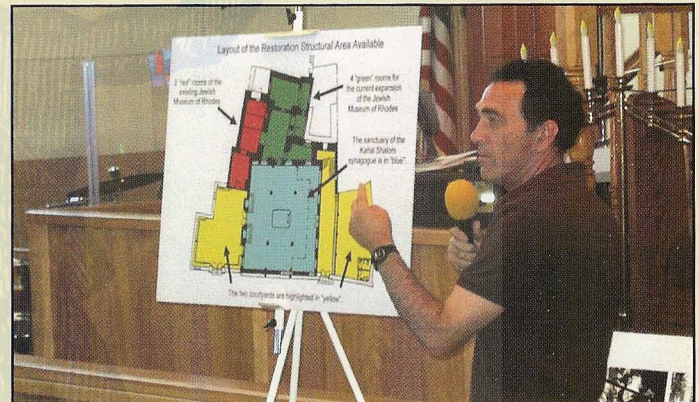 Layout of the Restoration Structural Area Available
2 "red" rooms of the
existing Jewish
Museum of Rhodes
4 "green" rooms for
the current expansion
of the Jewish
Museum of Rhodes
The sanctuary of the
Kahal Shalom
synagogue is in "blue".
The two courtyards are highlighted in "yellow".